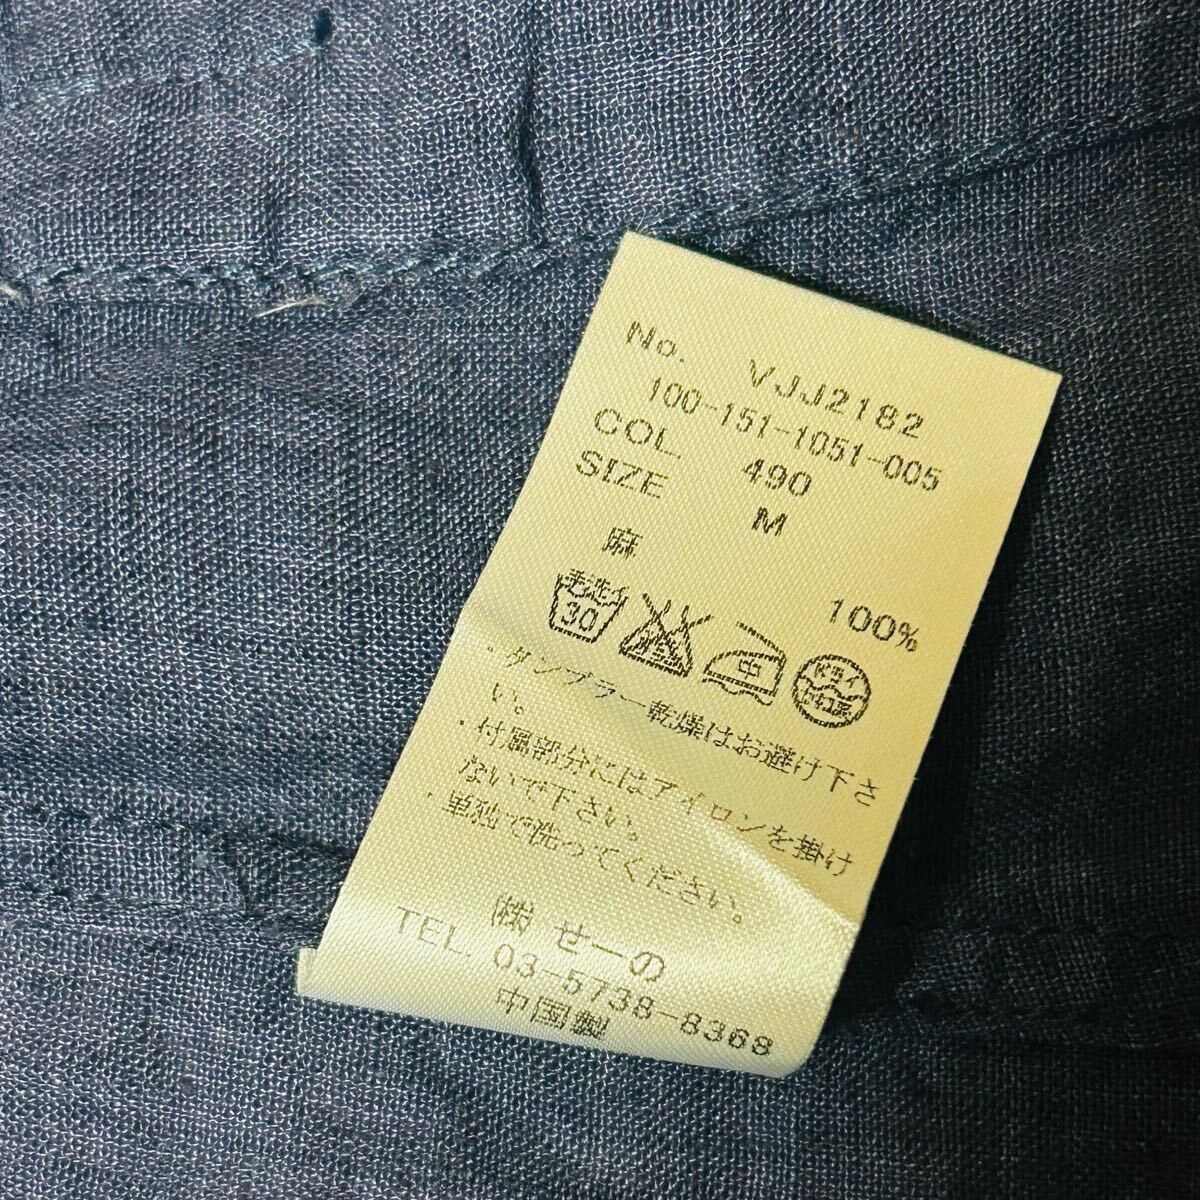 No. VJJ2182
100-151-1051-005
COL 490
SIZE M
麻 100%
手洗イ
30
中
ドライ
・タンブラー乾燥はお避け下さ
い。
・付属部分にはアイロンを掛け
ないで下さい。
・単独で洗ってください。
㈱ せーの
TEL. 03-5738-8368
中国製